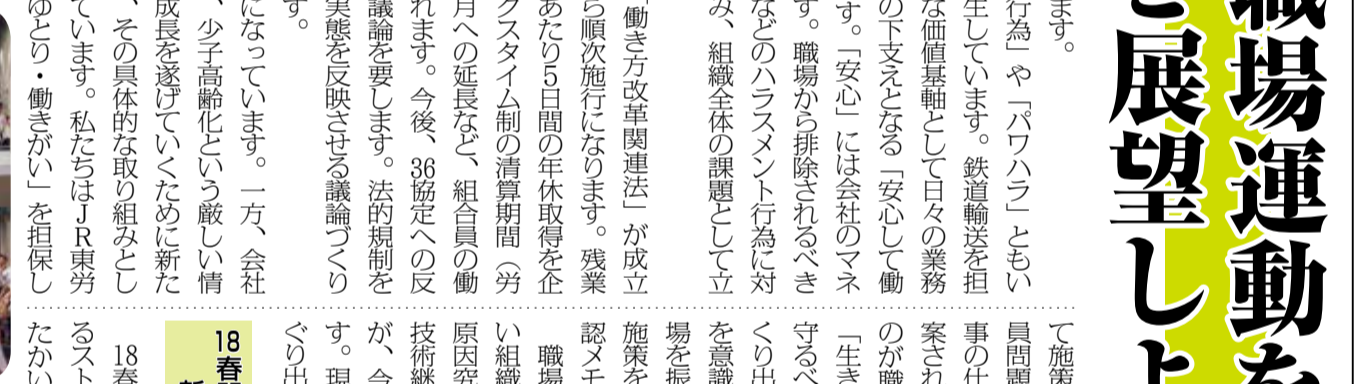 職場運動を
展望しよ
ます。
行為」や「パワハラ」ともい
生しています。鉄道輸送を担
な価値基軸として日々の業務
の下支えとなる「安心して働
す。「安心」には会社のマネ
す。職場から排除されるべき
などのハラスメント行為に対
み、組織全体の課題として立
「働き方改革関連法」が成立
ら順次施行になります。残業
あたり5日間の年休取得を企
クスタイム制の清算期間（労
月への延長など、組合員の働
れます。今後、36協定への反
議論を要します。法的規制を
実態を反映させる議論づくり
す。
になっています。一方、会社
、少子高齢化という厳しい情
成長を遂げていくために新た
、その具体的な取り組みとし
ています。私たちはＪＲ東労
ゆとり・働きがい」を担保し
て施策
員問題
事の仕
案され
のが職
「生き
守るべ
くり出
を意識
場を振
施策を
認メモ
職場
い組織
原因究
技術継
が、今
す。現
ぐり出
18春
18春
るスト
たかい